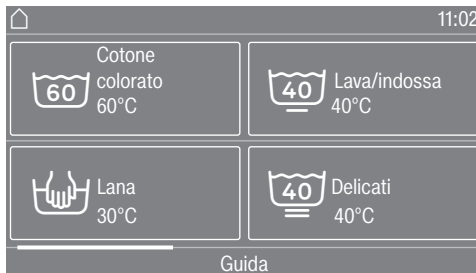 11:02
Cotone
colorato
60
60°C
Lava/indossa
40
40°C
Lana
30°C
Delicati
40
40°C
Guida